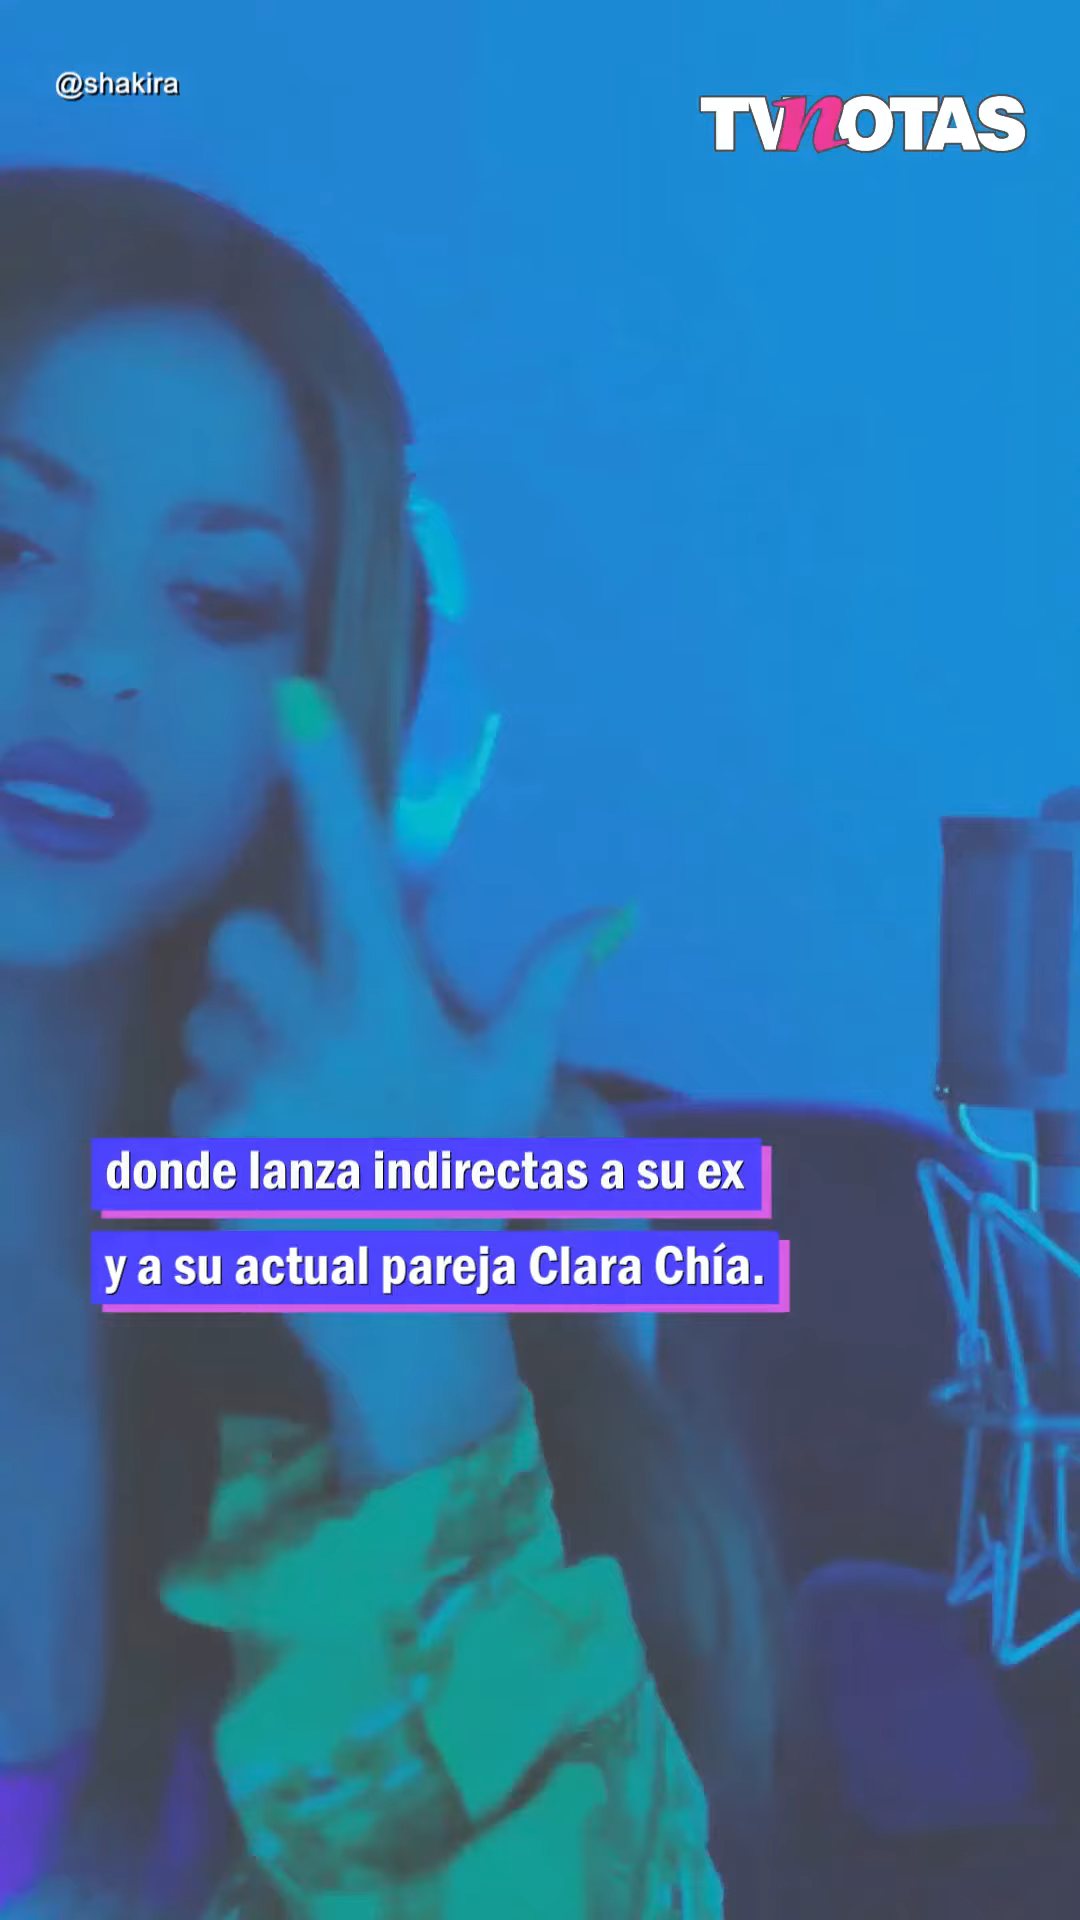 @shakira
TVnOTAS
donde lanza indirectas a su ex
y a su actual pareja Clara Chía.